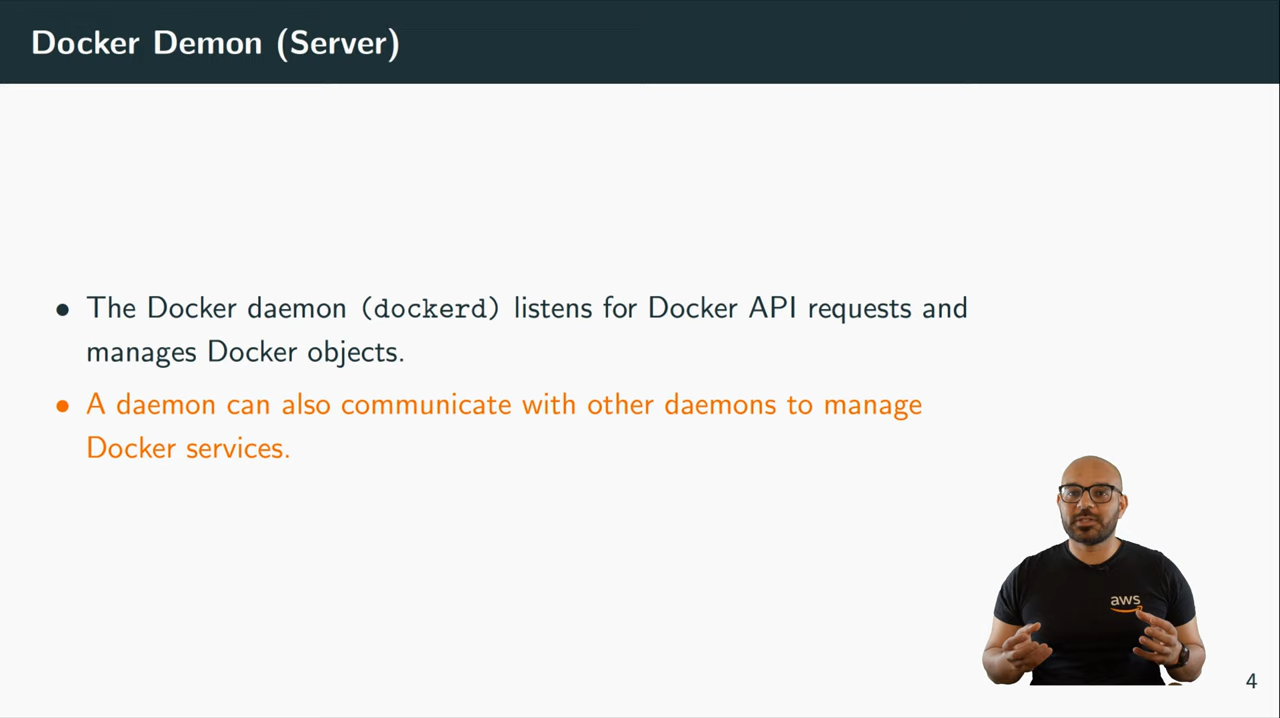 Docker Demon (Server)
• The Docker daemon (dockerd) listens for Docker API requests and
manages Docker objects.
• A daemon can also communicate with other daemons to manage
Docker services.
aws
4